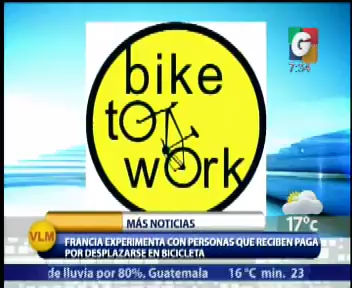 bike
to
work
G
7:34
17°c
MÁS NOTICIAS
VLM
FRANCIA EXPERIMENTA CON PERSONAS QUE RECIBEN PAGA
POR DESPLAZARSE EN BICICLETA
de lluvia por 80%, Guatemala 16 °C min. 23